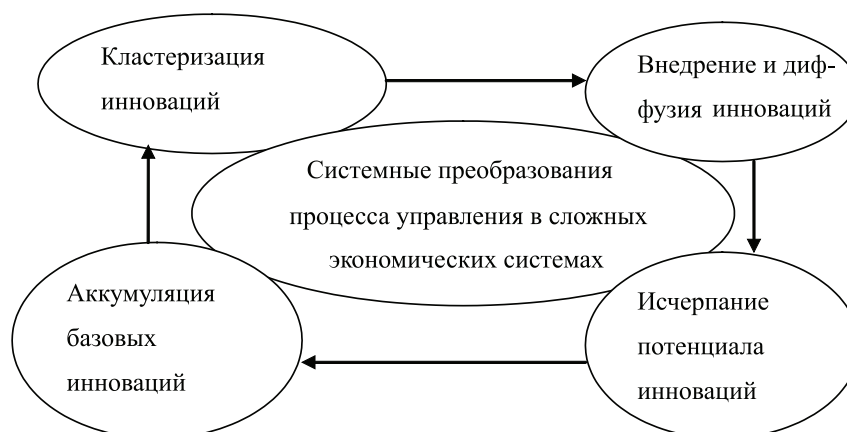 Кластеризация
инноваций
Внедрение и диф-
фузия инноваций
Системные преобразования
процесса управления в сложных
экономических системах
Аккумуляция
базовых
инноваций
Исчерпание
потенциала
инноваций